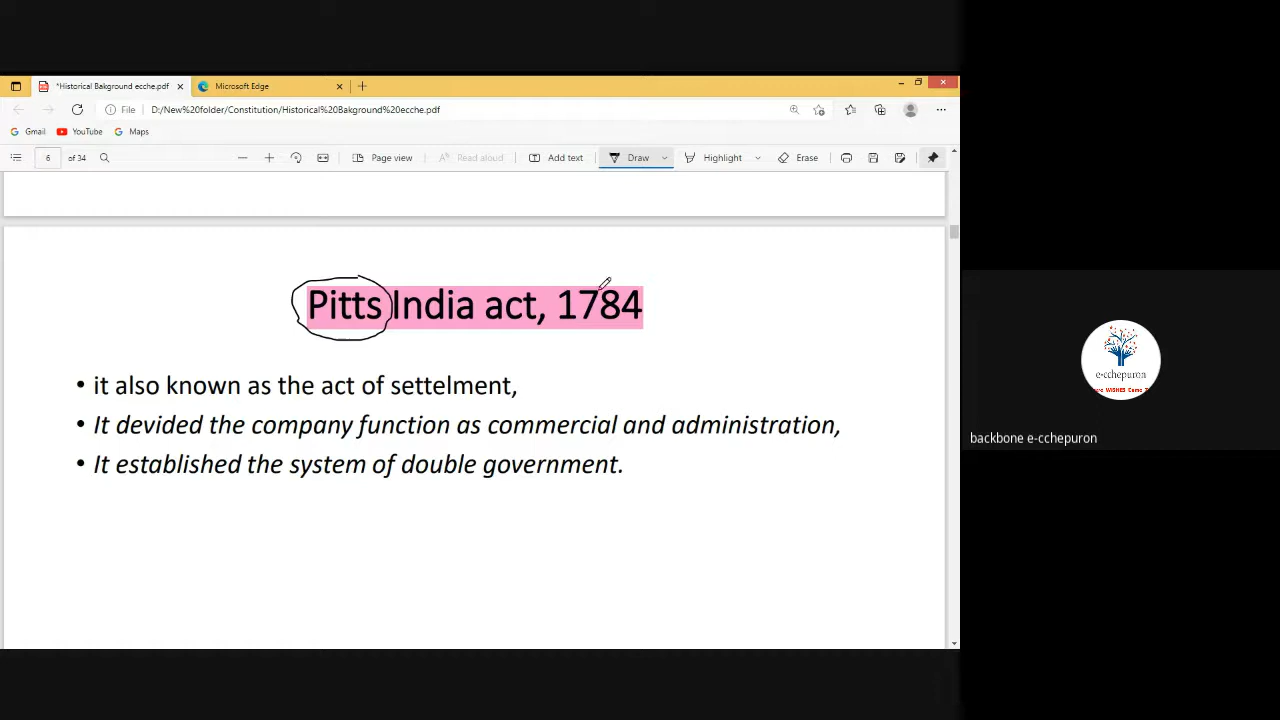 *Historical Bakground ecche.pdf
Microsoft Edge
File
D:/New%20folder/Constitution/Historical%20Bakground%20ecche.pdf
Gmail
YouTube
Maps
6
of 34
Page view
Read aloud
Add text
Draw
Highlight
Erase
Pitts India act, 1784
• it also known as the act of settelment,
• It devided the company function as commercial and administration,
• It established the system of double government.
e-cchepuron
WISHES Came
backbone e-cchepuron